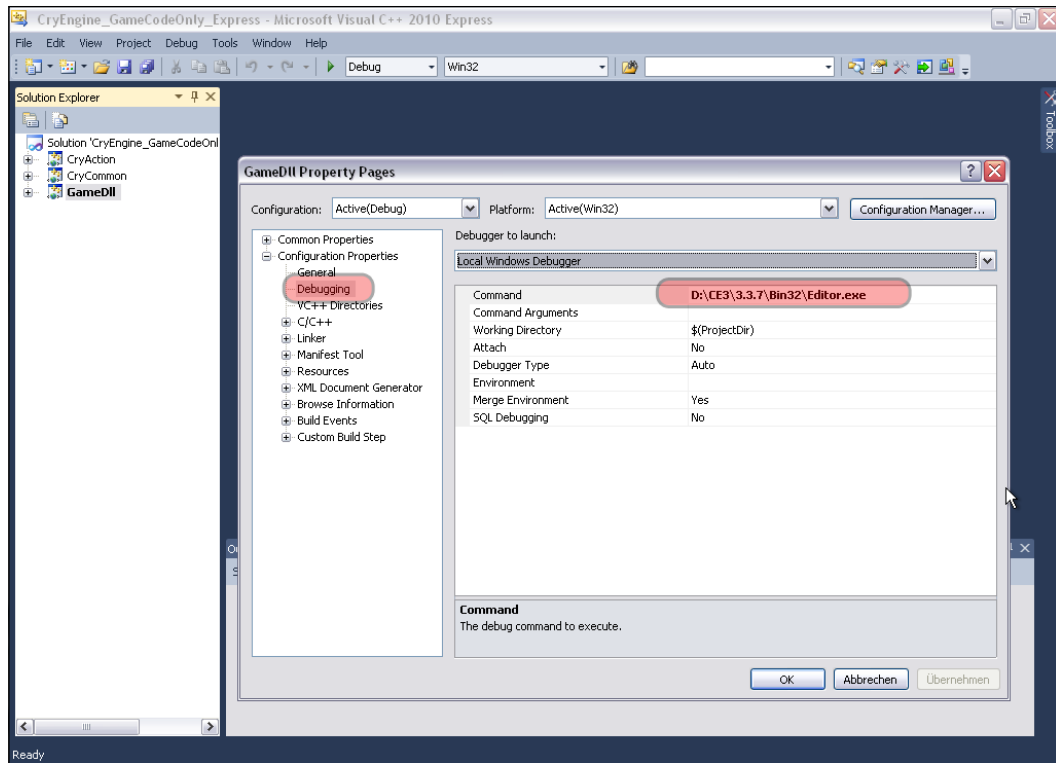 CryEngine_GameCodeOnly_Express - Microsoft Visual C++ 2010 Express
File Edit View Project Debug Tools Window Help
Debug Win32
Solution Explorer
Toolbox
Solution 'CryEngine_GameCodeOnl
CryAction
CryCommon
GameDll
GameDll Property Pages
Configuration: Active(Debug) Platform: Active(Win32) Configuration Manager...
Common Properties
Configuration Properties
General
Debugging
VC++ Directories
C/C++
Linker
Manifest Tool
Resources
XML Document Generator
Browse Information
Build Events
Custom Build Step
Debugger to launch:
Local Windows Debugger
Command D:\CE3\3.3.7\Bin32\Editor.exe
Command Arguments
Working Directory $(ProjectDir)
Attach No
Debugger Type Auto
Environment
Merge Environment Yes
SQL Debugging No
Command
The debug command to execute.
OK Abbrechen Übernehmen
Ready